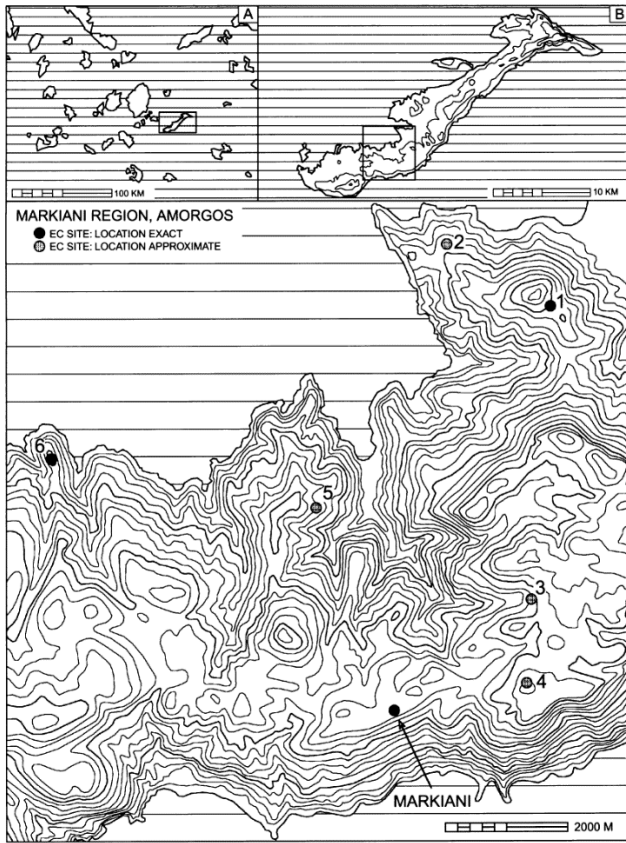 A
B
100 KM
10 KM
MARKIANI REGION, AMORGOS
EC SITE: LOCATION EXACT
EC SITE: LOCATION APPROXIMATE
2
1
6
5
3
4
MARKIANI
2000 M